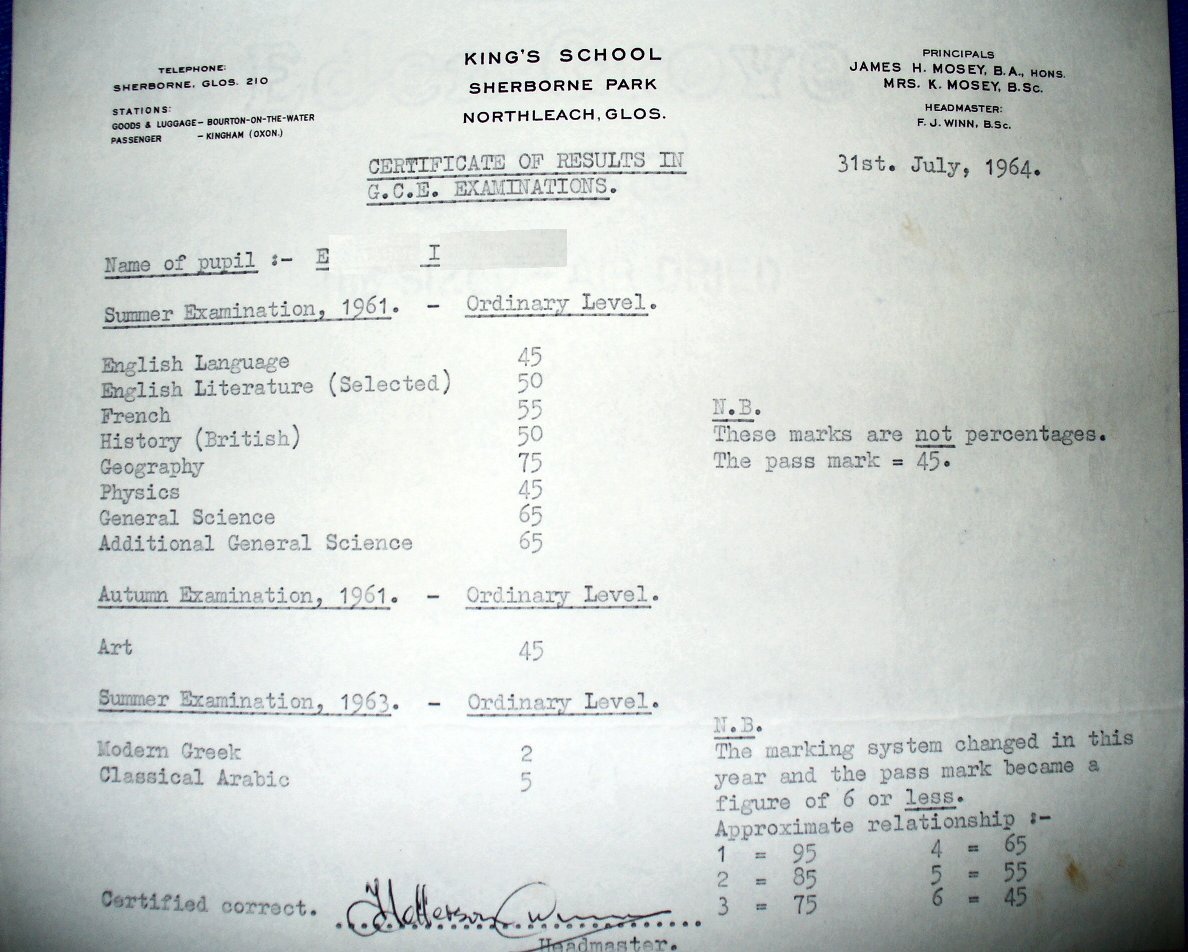 KING'S SCHOOL
SHERBORNE PARK
NORTHLEACH, GLOS.
TELEPHONE:
SHERBORNE, GLOS. 210
STATIONS:
GOODS & LUGGAGE – BOURTON-ON-THE-WATER
PASSENGER – KINGHAM (OXON.)
PRINCIPALS
JAMES H. MOSEY, B.A., HONS.
MRS. K. MOSEY, B.Sc.
HEADMASTER:
F. J. WINN, B.Sc.
CERTIFICATE OF RESULTS IN
G.C.E. EXAMINATIONS.
31st. July, 1964.
Name of pupil :- E I
Summer Examination, 1961. - Ordinary Level.
English Language 45
English Literature (Selected) 50
French 55
History (British) 50
Geography 75
Physics 45
General Science 65
Additional General Science 65
N.B.
These marks are not percentages.
The pass mark = 45.
Autumn Examination, 1961. - Ordinary Level.
Art 45
Summer Examination, 1963. - Ordinary Level.
Modern Greek 2
Classical Arabic 5
N.B.
The marking system changed in this
year and the pass mark became a
figure of 6 or less.
Approximate relationship :-
1 = 95 4 = 65
2 = 85 5 = 55
3 = 75 6 = 45
Certified correct.
Headmaster.